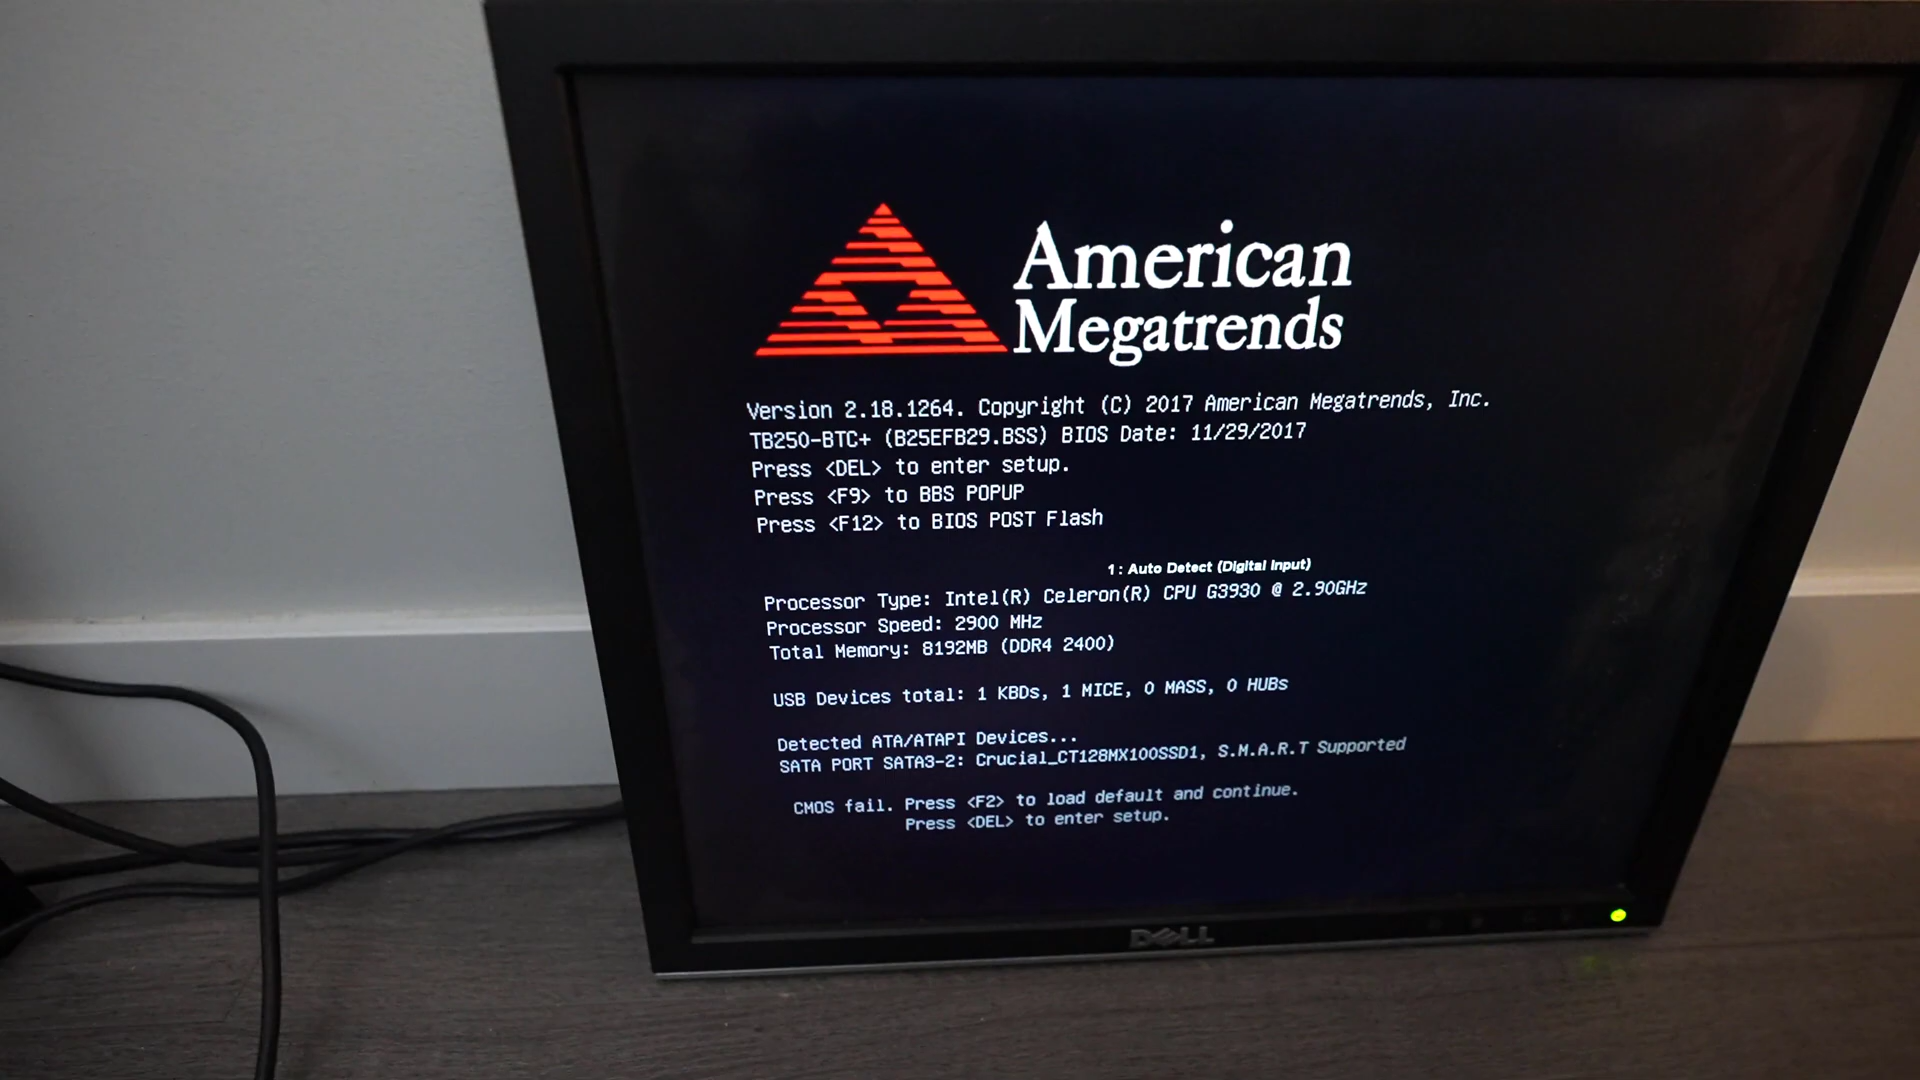 American
Megatrends
Version 2.18.1264. Copyright (C) 2017 American Megatrends, Inc.
TB250-BTC+ (B25EFB29.BSS) BIOS Date: 11/29/2017
Press <DEL> to enter setup.
Press <F9> to BBS POPUP
Press <F12> to BIOS POST Flash
1: Auto Detect (Digital Input)
Processor Type: Intel(R) Celeron(R) CPU G3930 @ 2.90GHz
Processor Speed: 2900 MHz
Total Memory: 8192MB (DDR4 2400)
USB Devices total: 1 KBDs, 1 MICE, 0 MASS, 0 HUBs
Detected ATA/ATAPI Devices...
SATA PORT SATA3-2: Crucial_CT128MX100SSD1, S.M.A.R.T Supported
CMOS fail. Press <F2> to load default and continue.
Press <DEL> to enter setup.
DELL